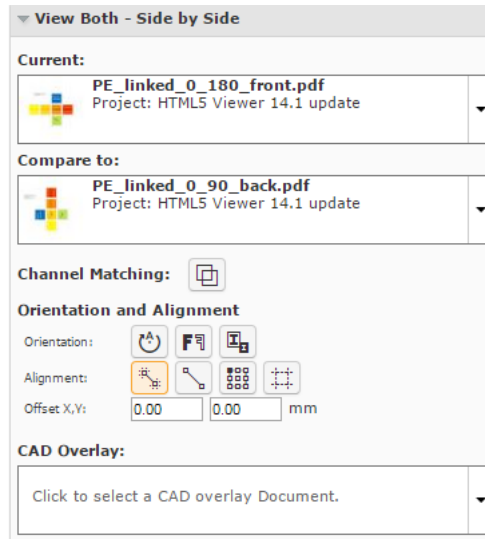 View Both - Side by Side
Current:
PE_linked_0_180_front.pdf
Project: HTML5 Viewer 14.1 update
Compare to:
PE_linked_0_90_back.pdf
Project: HTML5 Viewer 14.1 update
Channel Matching:
Orientation and Alignment
Orientation:
Alignment:
Offset X,Y: 0.00 0.00 mm
CAD Overlay:
Click to select a CAD overlay Document.